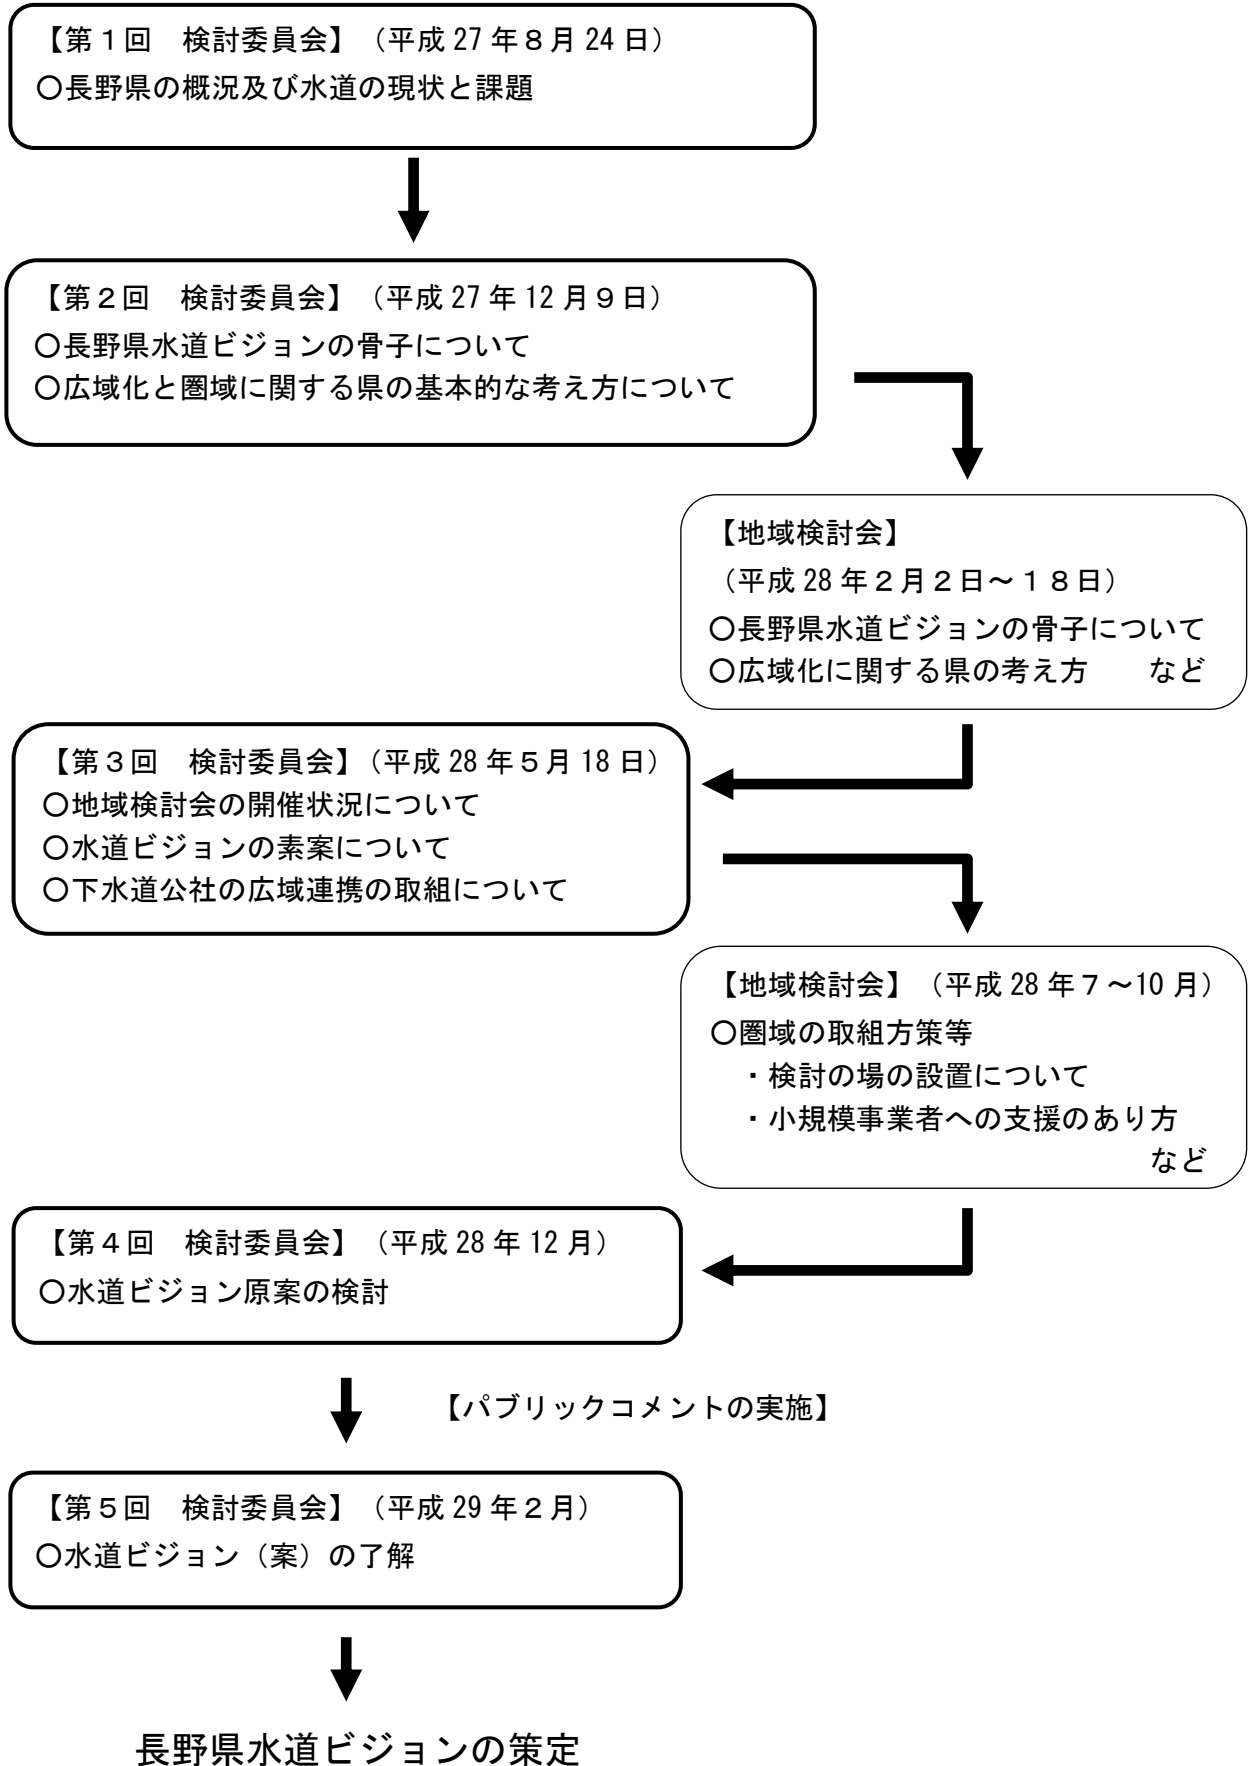 【第１回　検討委員会】（平成 27 年８月 24 日）
○長野県の概況及び水道の現状と課題
【第２回　検討委員会】（平成 27 年 12 月９日）
○長野県水道ビジョンの骨子について
○広域化と圏域に関する県の基本的な考え方について
【地域検討会】
（平成 28 年２月２日～１８日）
○長野県水道ビジョンの骨子について
○広域化に関する県の考え方　　など
【第３回　検討委員会】（平成 28 年５月 18 日）
○地域検討会の開催状況について
○水道ビジョンの素案について
○下水道公社の広域連携の取組について
【地域検討会】（平成 28 年７～10 月）
○圏域の取組方策等
・検討の場の設置について
・小規模事業者への支援のあり方
など
【第４回　検討委員会】（平成 28 年 12 月）
○水道ビジョン原案の検討
【パブリックコメントの実施】
【第５回　検討委員会】（平成 29 年２月）
○水道ビジョン（案）の了解
長野県水道ビジョンの策定